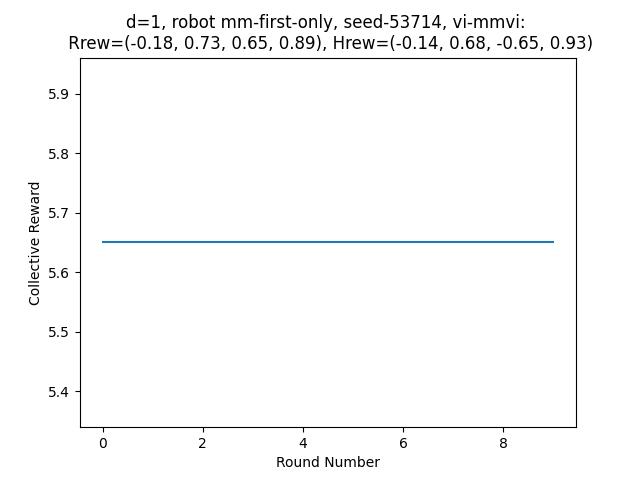 d=1, robot mm-first-only, seed-53714, vi-mmvi:
Rrew=(-0.18, 0.73, 0.65, 0.89), Hrew=(-0.14, 0.68, -0.65, 0.93)
5.9
5.8
5.7
5.6
5.5
5.4
Collective Reward
0 2 4 6 8
Round Number